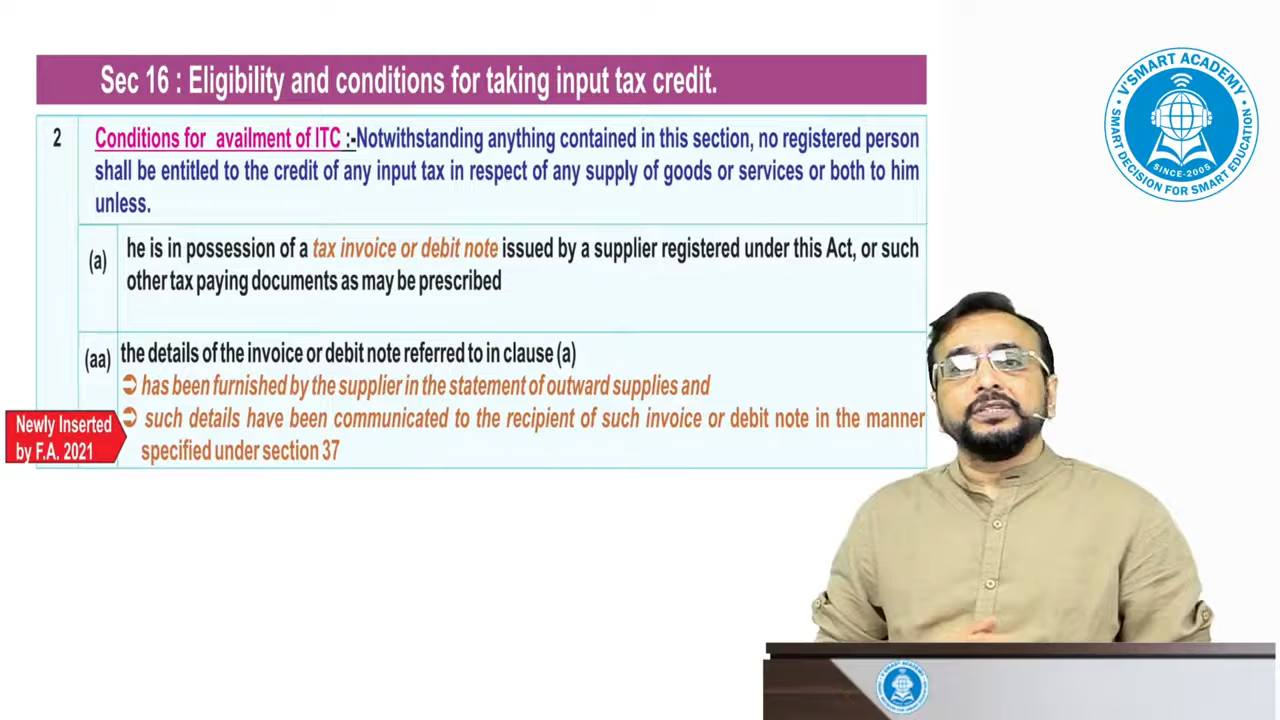 Sec 16 : Eligibility and conditions for taking input tax credit.
2
Conditions for availment of ITC :-Notwithstanding anything contained in this section, no registered person
shall be entitled to the credit of any input tax in respect of any supply of goods or services or both to him
unless.
(a)
he is in possession of a tax invoice or debit note issued by a supplier registered under this Act, or such
other tax paying documents as may be prescribed
(aa)
the details of the invoice or debit note referred to in clause (a)
➲ has been furnished by the supplier in the statement of outward supplies and
➲ such details have been communicated to the recipient of such invoice or debit note in the manner
specified under section 37
Newly Inserted
by F.A. 2021
V'SMART ACADEMY
SINCE-2005
SMART DECISION FOR SMART EDUCATION
V'SMART ACADEMY